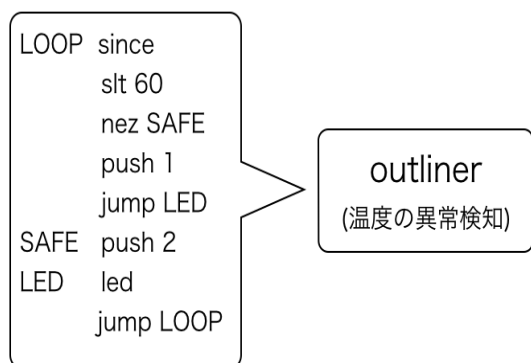 LOOP since
slt 60
nez SAFE
push 1
jump LED
SAFE push 2
LED led
jump LOOP
outliner
(温度の異常検知)